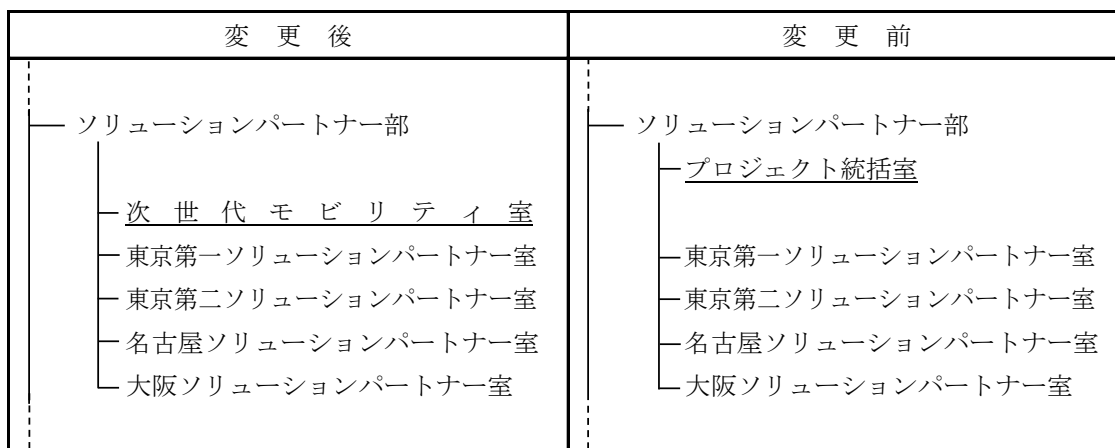 変更後
変更前
ソリューションパートナー部
次世代モビリティ室
東京第一ソリューションパートナー室
東京第二ソリューションパートナー室
名古屋ソリューションパートナー室
大阪ソリューションパートナー室
ソリューションパートナー部
プロジェクト統括室
東京第一ソリューションパートナー室
東京第二ソリューションパートナー室
名古屋ソリューションパートナー室
大阪ソリューションパートナー室